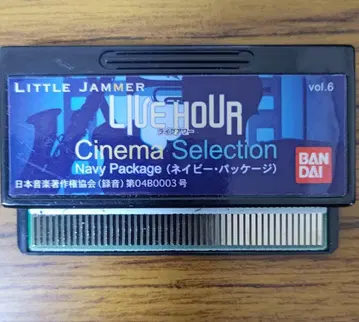 LITTLE JAMMER
vol.6
LIVE HOUR
ライブアワー
Cinema Selection
Navy Package (ネイビー・パッケージ)
BAN
DAI
日本音楽著作権協会(録音)第04B0003号